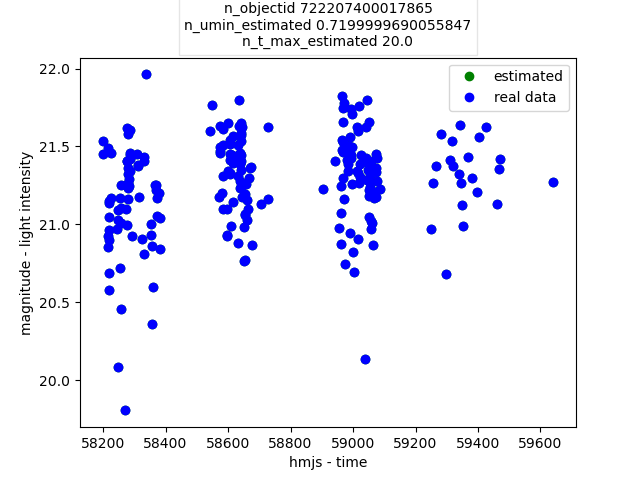 n_objectid 722207400017865
n_umin_estimated 0.7199999690055847
n_t_max_estimated 20.0
estimated
real data
22.0
21.5
21.0
20.5
20.0
magnitude - light intensity
58200 58400 58600 58800 59000 59200 59400 59600
hmjs - time